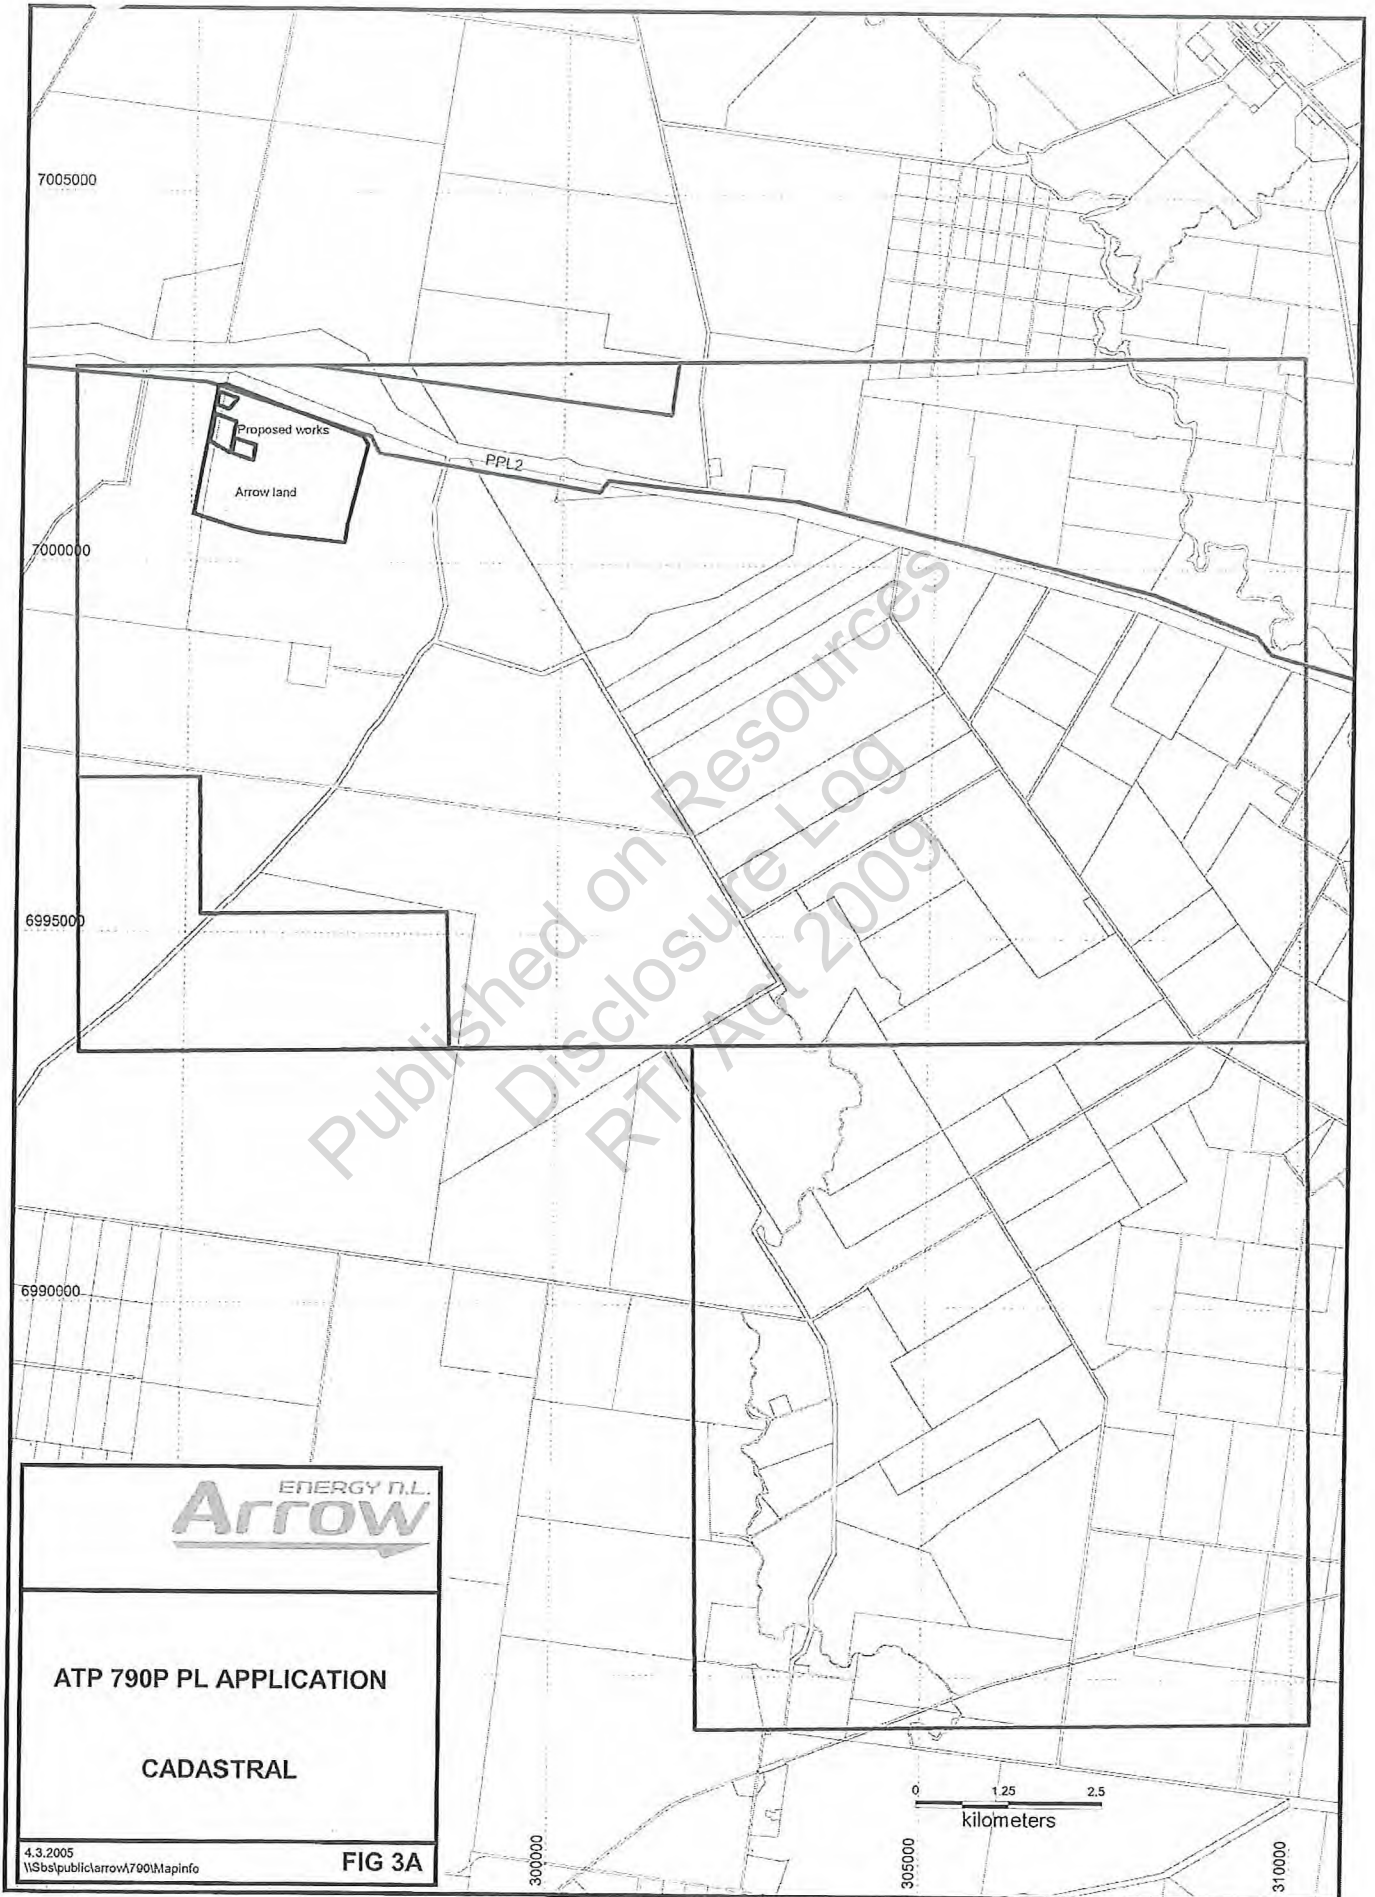 7005000
Proposed works
PPL2
Arrow land
7000000
Published on Resources
Disclosure Log
RTI Act 2009
6995000
6990000
ENERGY N.L.
Arrow
ATP 790P PL APPLICATION
CADASTRAL
4.3.2005
\\Sbs\public\arrow\790\Mapinfo
FIG 3A
0 1.25 2.5
kilometers
300000
305000
310000